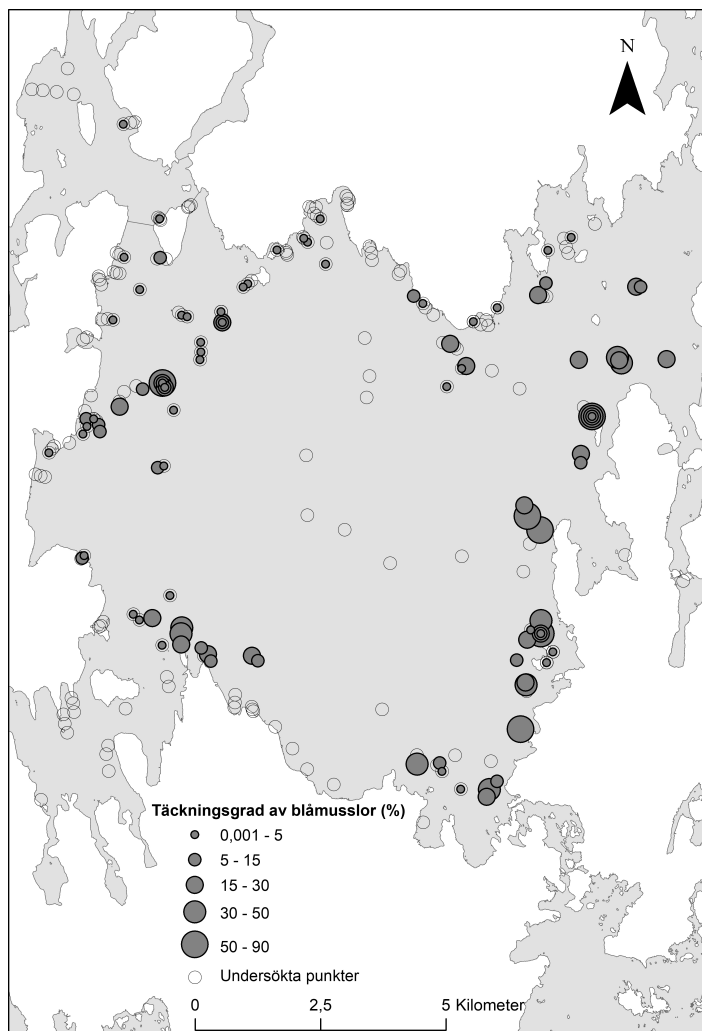 N
Täckningsgrad av blåmusslor (%)
0,001 - 5
5 - 15
15 - 30
30 - 50
50 - 90
Undersökta punkter
0 2,5 5 Kilometer